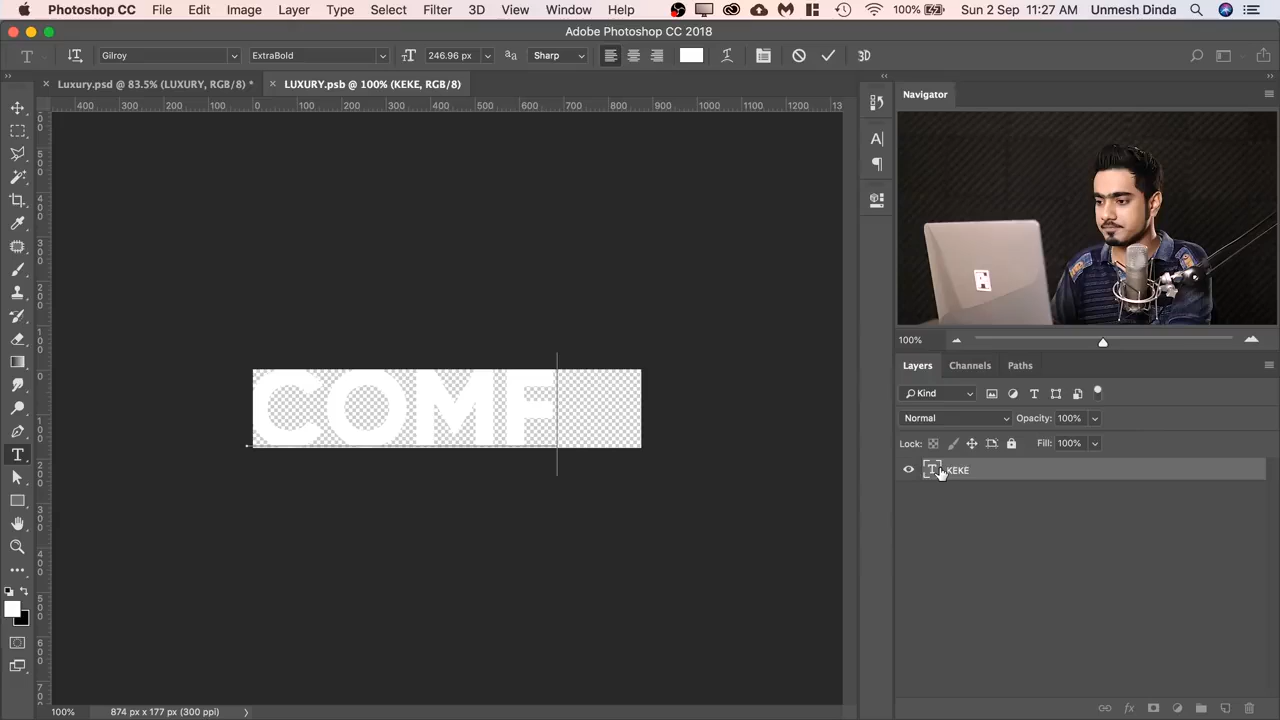 Photoshop CC File Edit Image Layer Type Select Filter 3D View Window Help 100% Sun 2 Sep 11:27 AM Unmesh Dinda
Adobe Photoshop CC 2018
T Gilroy ExtraBold 246.96 px aa Sharp 3D
Luxury.psd @ 83.5% (LUXURY, RGB/8) * LUXURY.psb @ 100% (KEKE, RGB/8)
400 300 200 100 0 100 200 300 400 500 600 700 800 900 1000 1100 1200 13
Navigator
100%
COMF
Layers Channels Paths
Kind
Normal Opacity: 100%
Lock: Fill: 100%
T KEKE
100% 874 px x 177 px (300 ppi)